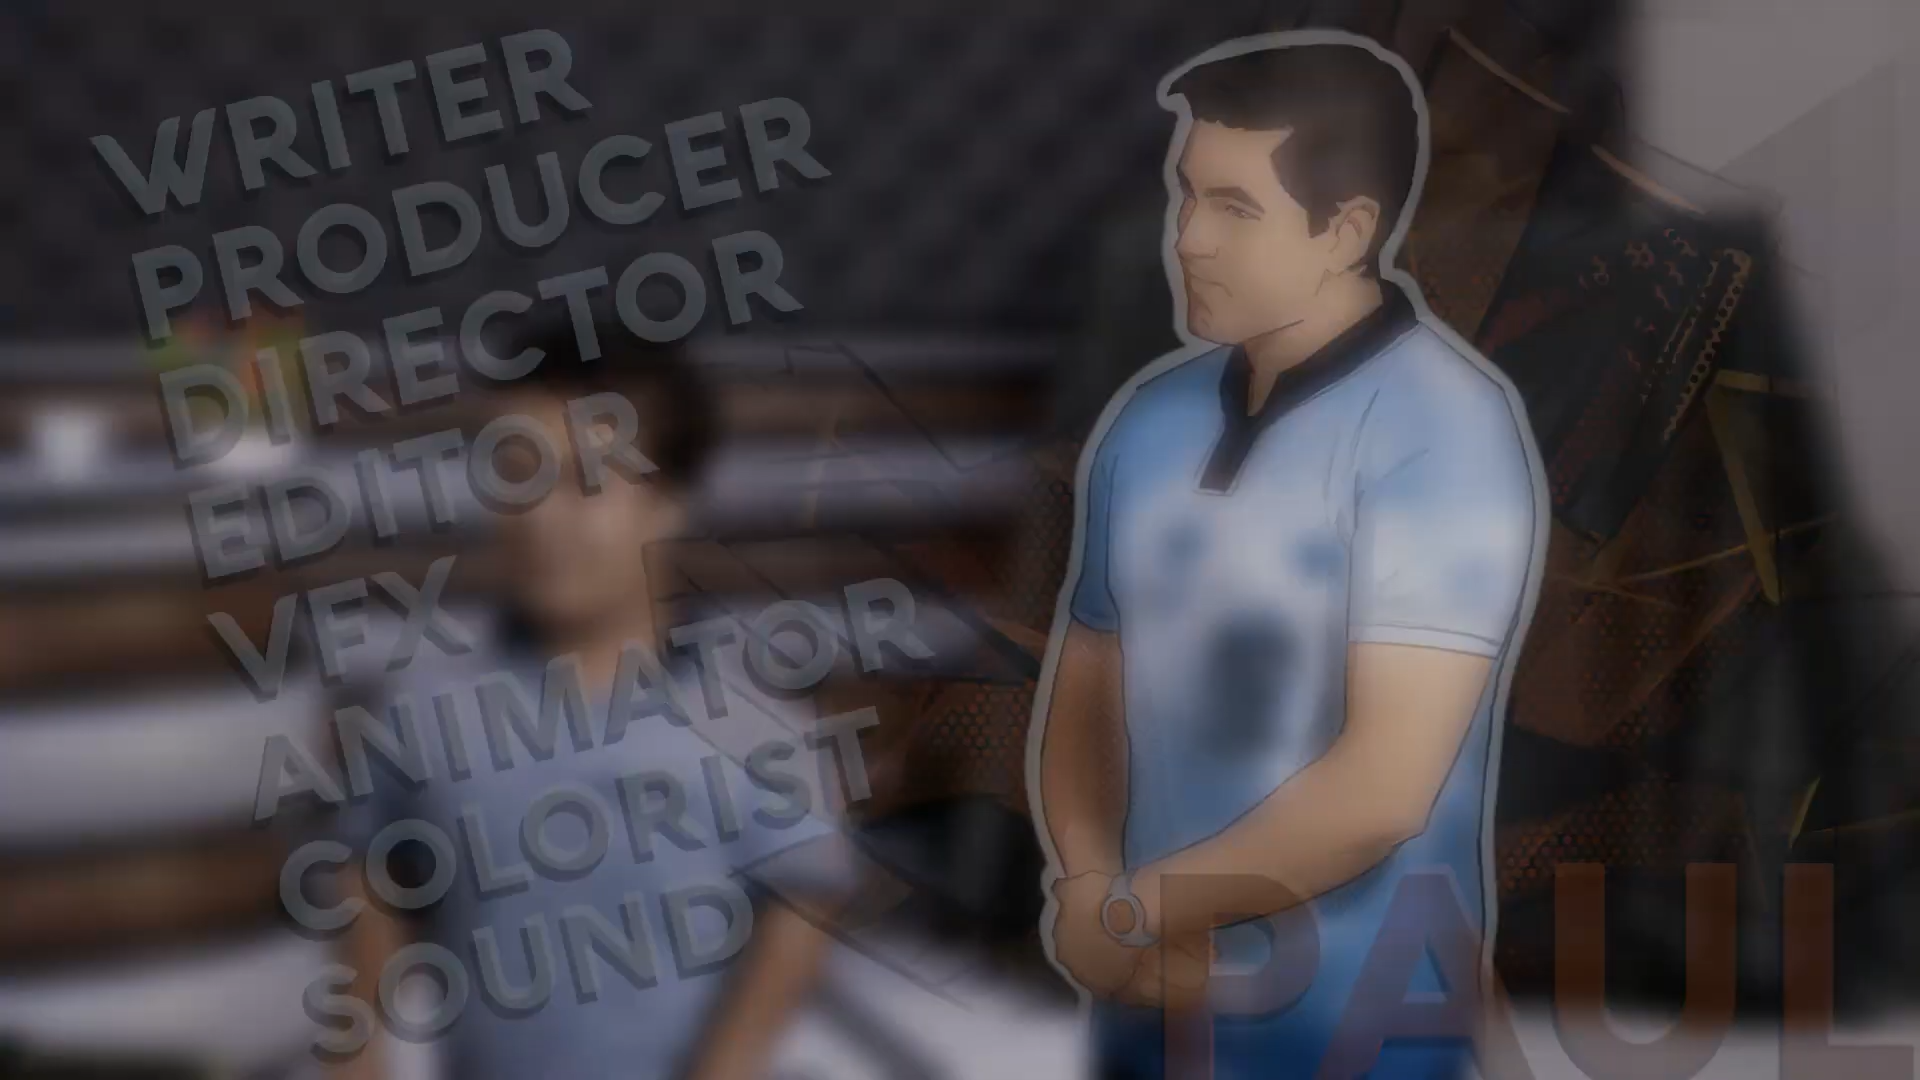 WRITER
PRODUCER
DIRECTOR
EDITOR
VFX
ANIMATOR
COLORIST
SOUND
PAUL